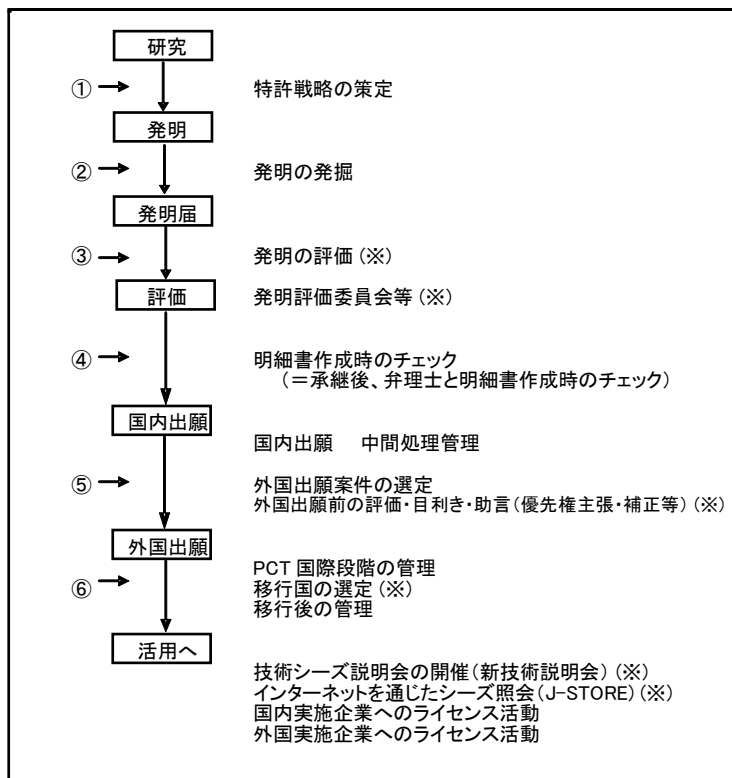 研究
① 特許戦略の策定
発明
② 発明の発掘
発明届
③ 発明の評価(※)
評価 発明評価委員会等(※)
④ 明細書作成時のチェック
(＝承継後、弁理士と明細書作成時のチェック)
国内出願
国内出願 中間処理管理
⑤ 外国出願案件の選定
外国出願前の評価・目利き・助言(優先権主張・補正等)(※)
外国出願
PCT 国際段階の管理
⑥ 移行国の選定(※)
移行後の管理
活用へ
技術シーズ説明会の開催(新技術説明会)(※)
インターネットを通じたシーズ照会(J-STORE)(※)
国内実施企業へのライセンス活動
外国実施企業へのライセンス活動